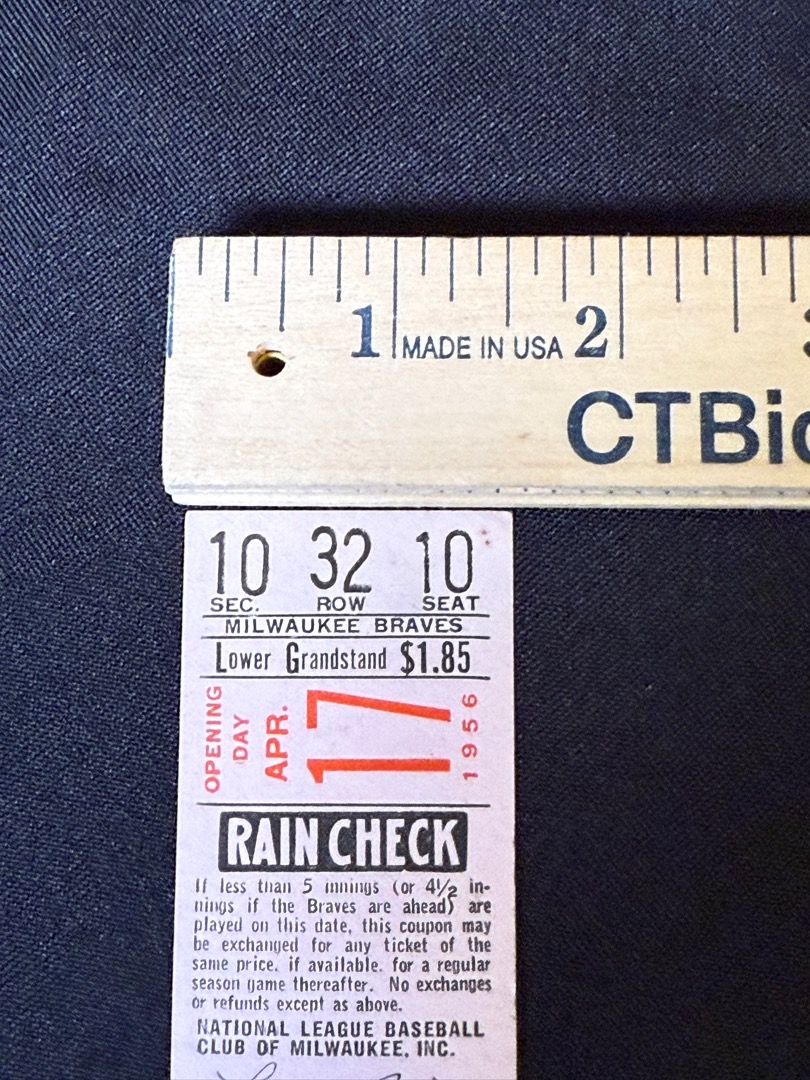 1 MADE IN USA 2
CTBi
10 32 10
SEC. ROW SEAT
MILWAUKEE BRAVES
Lower Grandstand $1.85
OPENING
DAY
APR.
17
1956
RAIN CHECK
If less than 5 innings (or 4½ in-
nings if the Braves are ahead) are
played on this date, this coupon may
be exchanged for any ticket of the
same price, if available, for a regular
season game thereafter. No exchanges
or refunds except as above.
NATIONAL LEAGUE BASEBALL
CLUB OF MILWAUKEE, INC.